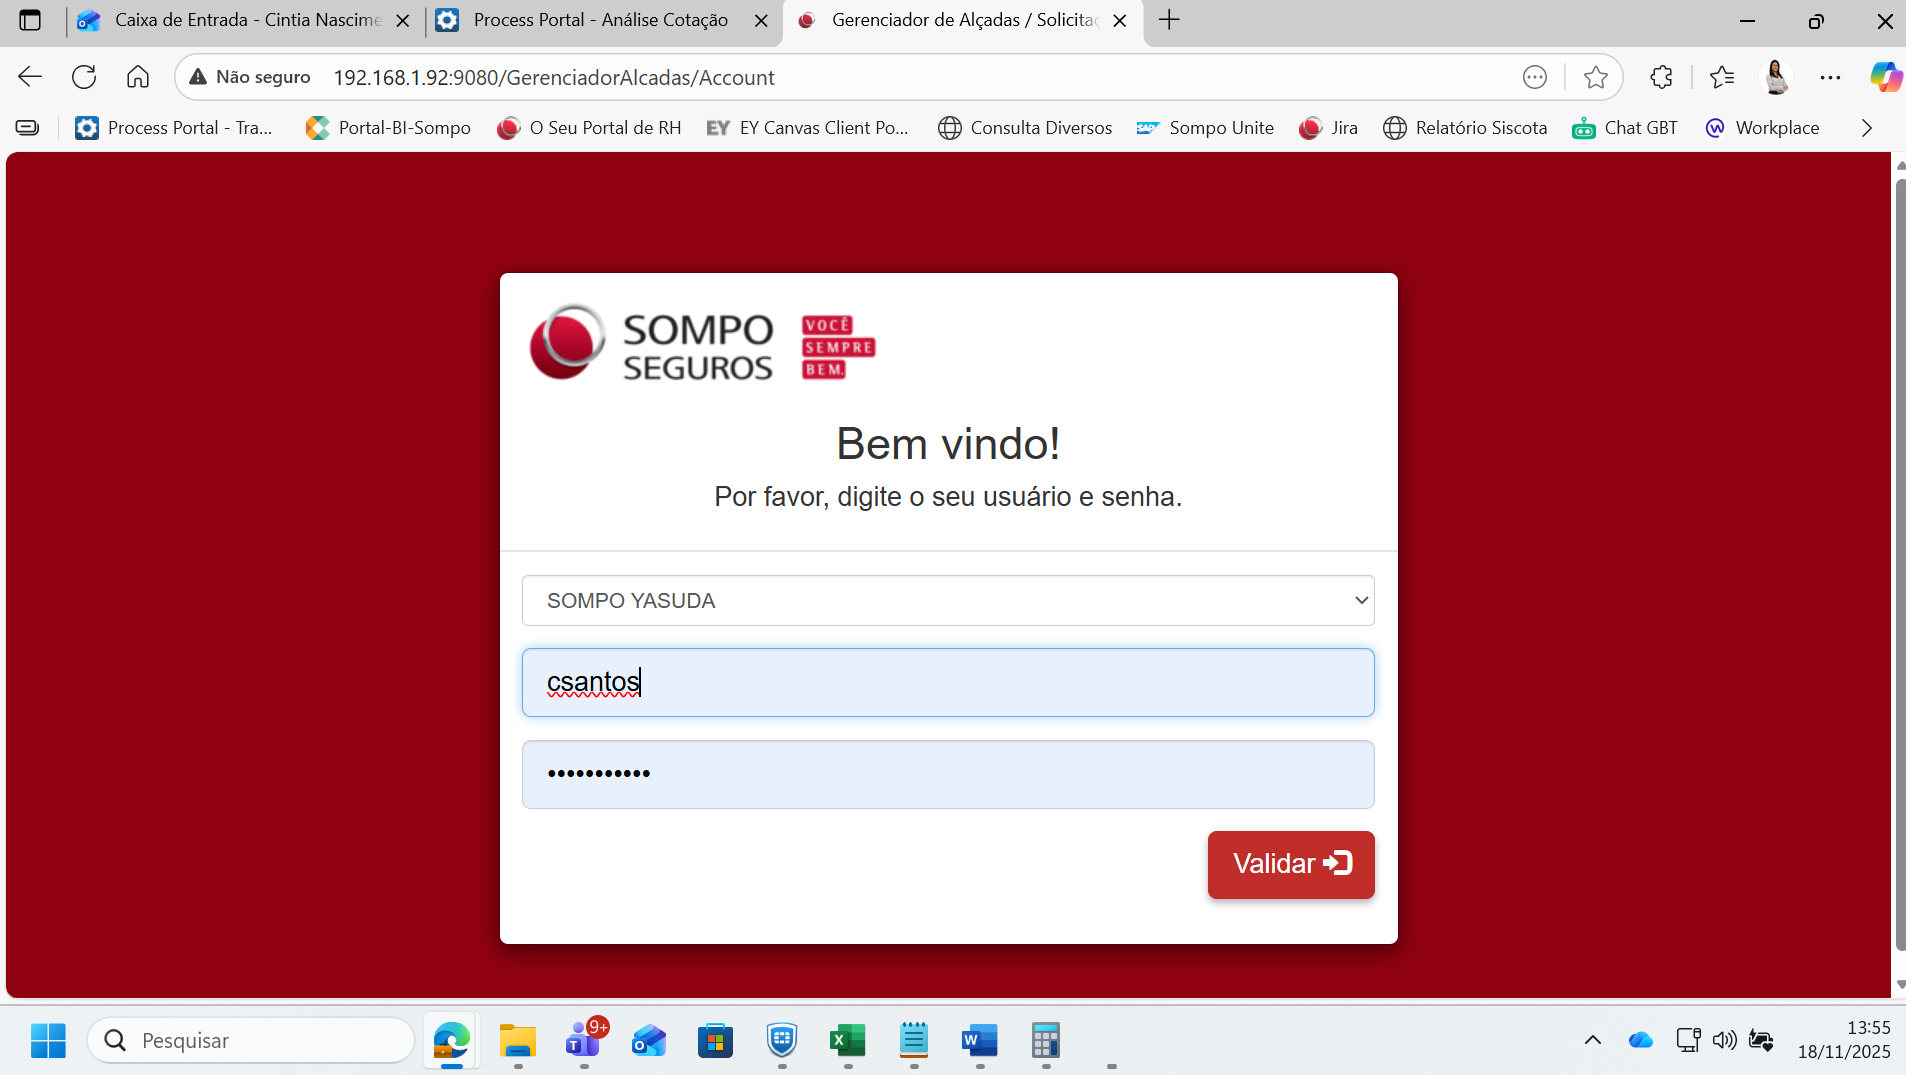 Caixa de Entrada - Cintia Nascime
Process Portal - Análise Cotação
Gerenciador de Alçadas / Solicitaç
Não seguro
192.168.1.92:9080/GerenciadorAlcadas/Account
Process Portal - Tra...
Portal-BI-Sompo
O Seu Portal de RH
EY EY Canvas Client Po...
Consulta Diversos
SAP Sompo Unite
Jira
Relatório Siscota
Chat GBT
Workplace
SOMPO
SEGUROS
VOCÊ
SEMPRE
BEM.
Bem vindo!
Por favor, digite o seu usuário e senha.
SOMPO YASUDA
csantos
•••••••••••
Validar
Pesquisar
9+
13:55
18/11/2025